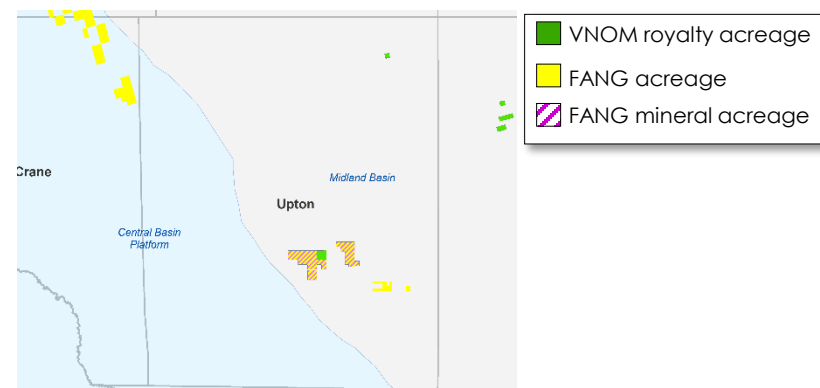 VNOM royalty acreage
FANG acreage
FANG mineral acreage
Crane
Midland Basin
Upton
Central Basin
Platform